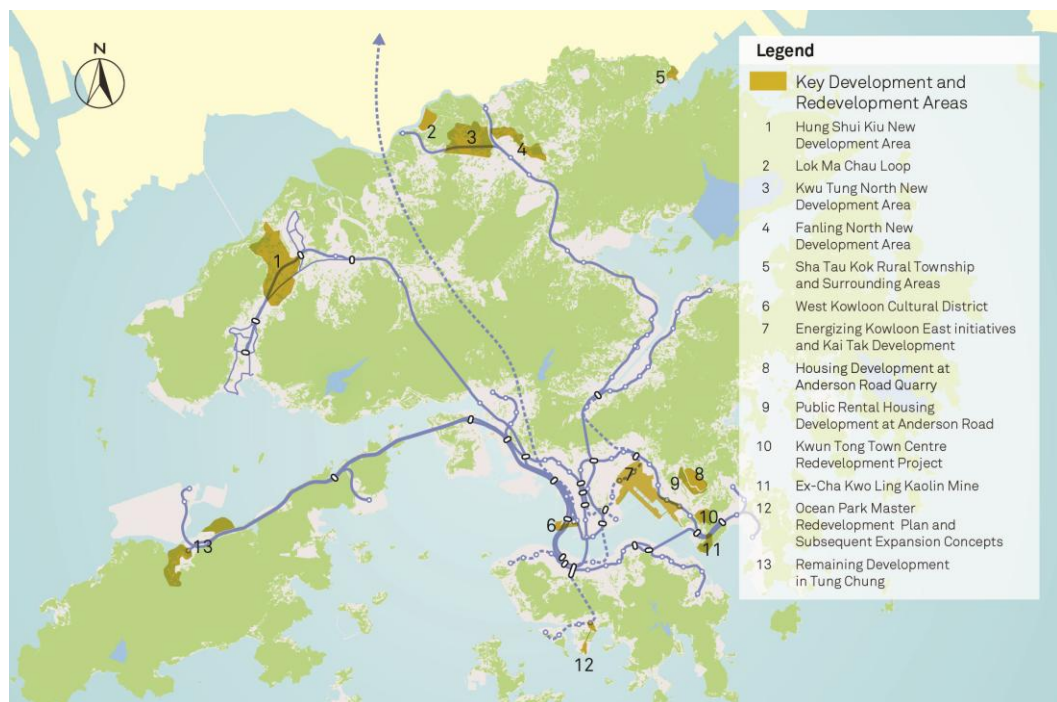 N
5
2
3
4
1
7
8
9
6
10
11
13
12
Legend
Key Development and
Redevelopment Areas
1 Hung Shui Kiu New
Development Area
2 Lok Ma Chau Loop
3 Kwu Tung North New
Development Area
4 Fanling North New
Development Area
5 Sha Tau Kok Rural Township
and Surrounding Areas
6 West Kowloon Cultural District
7 Energizing Kowloon East initiatives
and Kai Tak Development
8 Housing Development at
Anderson Road Quarry
9 Public Rental Housing
Development at Anderson Road
10 Kwun Tong Town Centre
Redevelopment Project
11 Ex-Cha Kwo Ling Kaolin Mine
12 Ocean Park Master
Redevelopment Plan and
Subsequent Expansion Concepts
13 Remaining Development
in Tung Chung